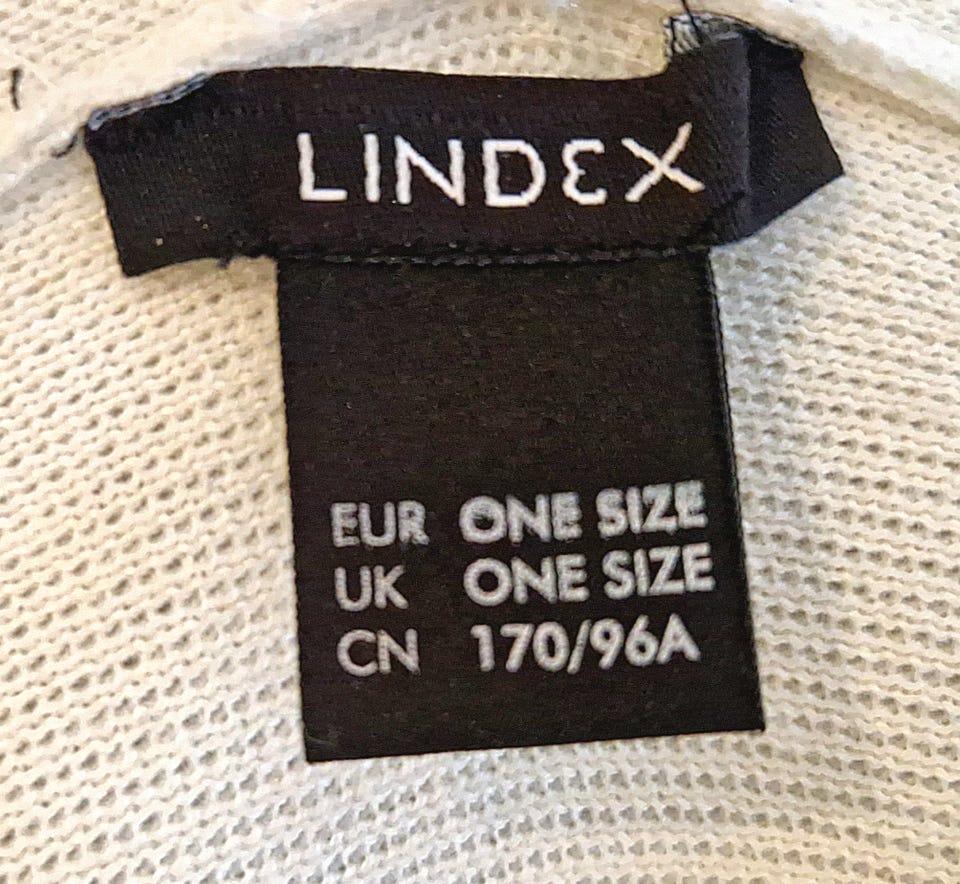 LINDEX
EUR ONE SIZE
UK ONE SIZE
CN 170/96A